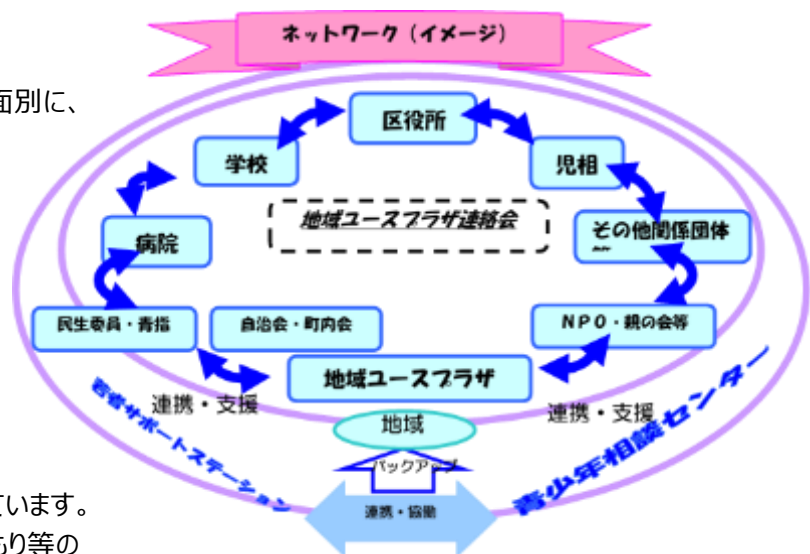 ネットワーク(イメージ)
面別に、
区役所
学校
児相
地域ユースプラザ連絡会
病院
その他関係団体
等
民生委員・青指
自治会・町内会
NPO・親の会等
地域ユースプラザ
連携・支援
連携・支援
地域
若者サポートステーション
青少年相談センター
バックアップ
連携・協働
ています。
もり等の